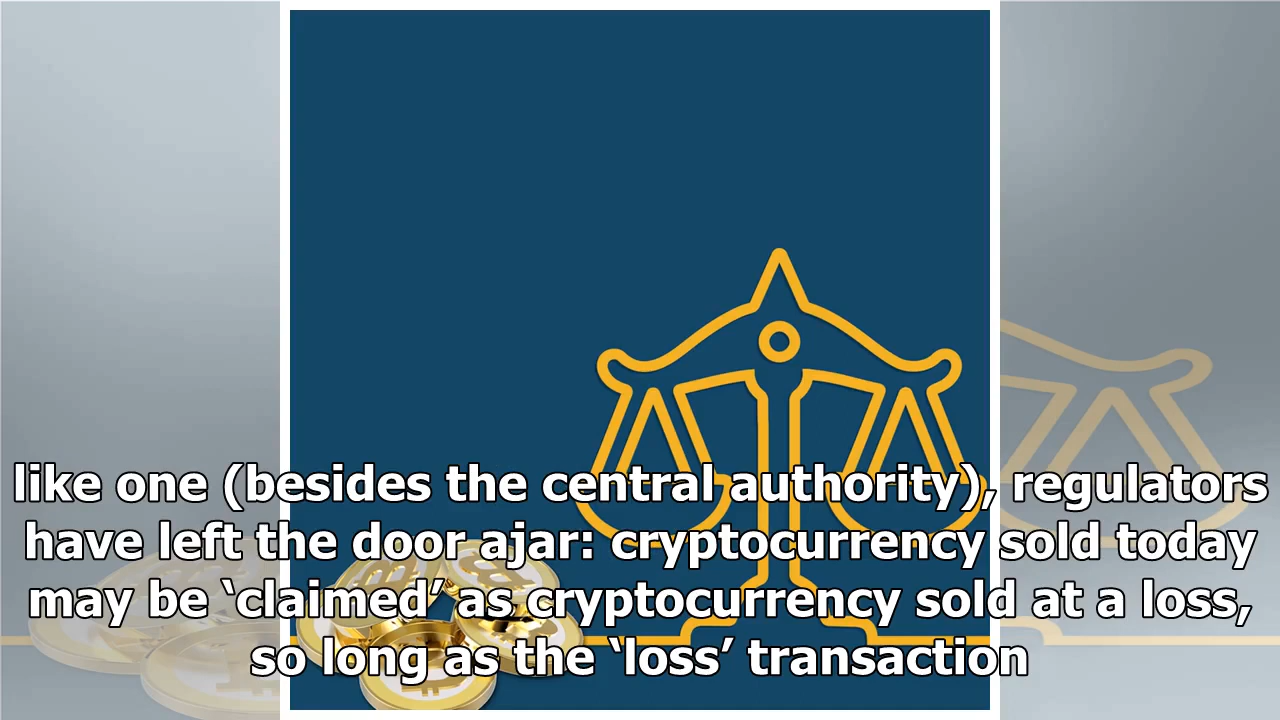 like one (besides the central authority), regulators
have left the door ajar: cryptocurrency sold today
may be ‘claimed’ as cryptocurrency sold at a loss,
so long as the ‘loss’ transaction